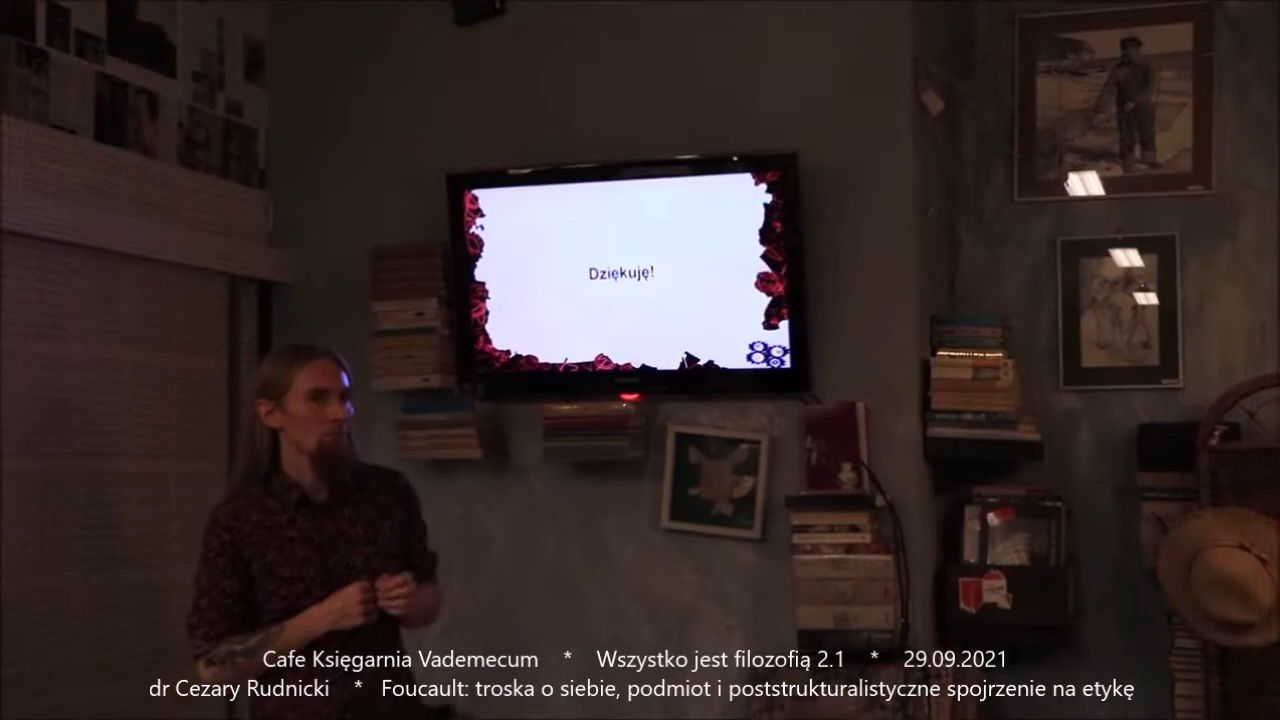 Dziękuję!
Cafe Księgarnia Vademecum * Wszystko jest filozofią 2.1 * 29.09.2021
dr Cezary Rudnicki * Foucault: troska o siebie, podmiot i poststrukturalistyczne spojrzenie na etykę